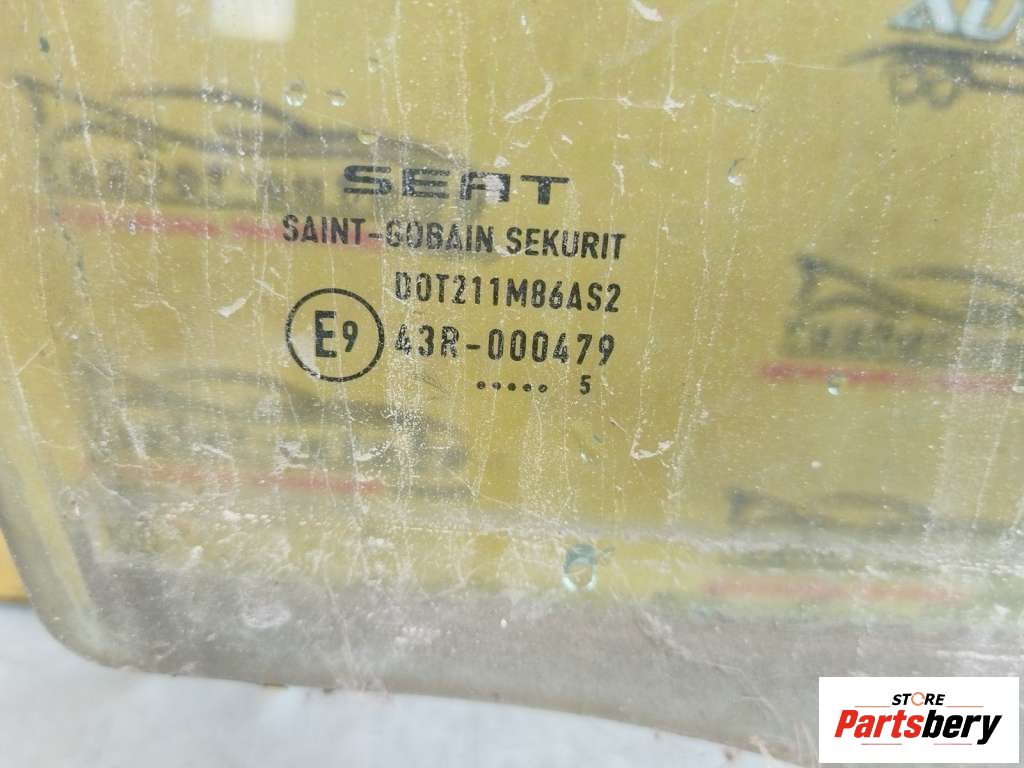 SEAT
SAINT-GOBAIN SEKURIT
DOT211M86AS2
E9 43R-000479
••••• 5
STORE
Partsbery